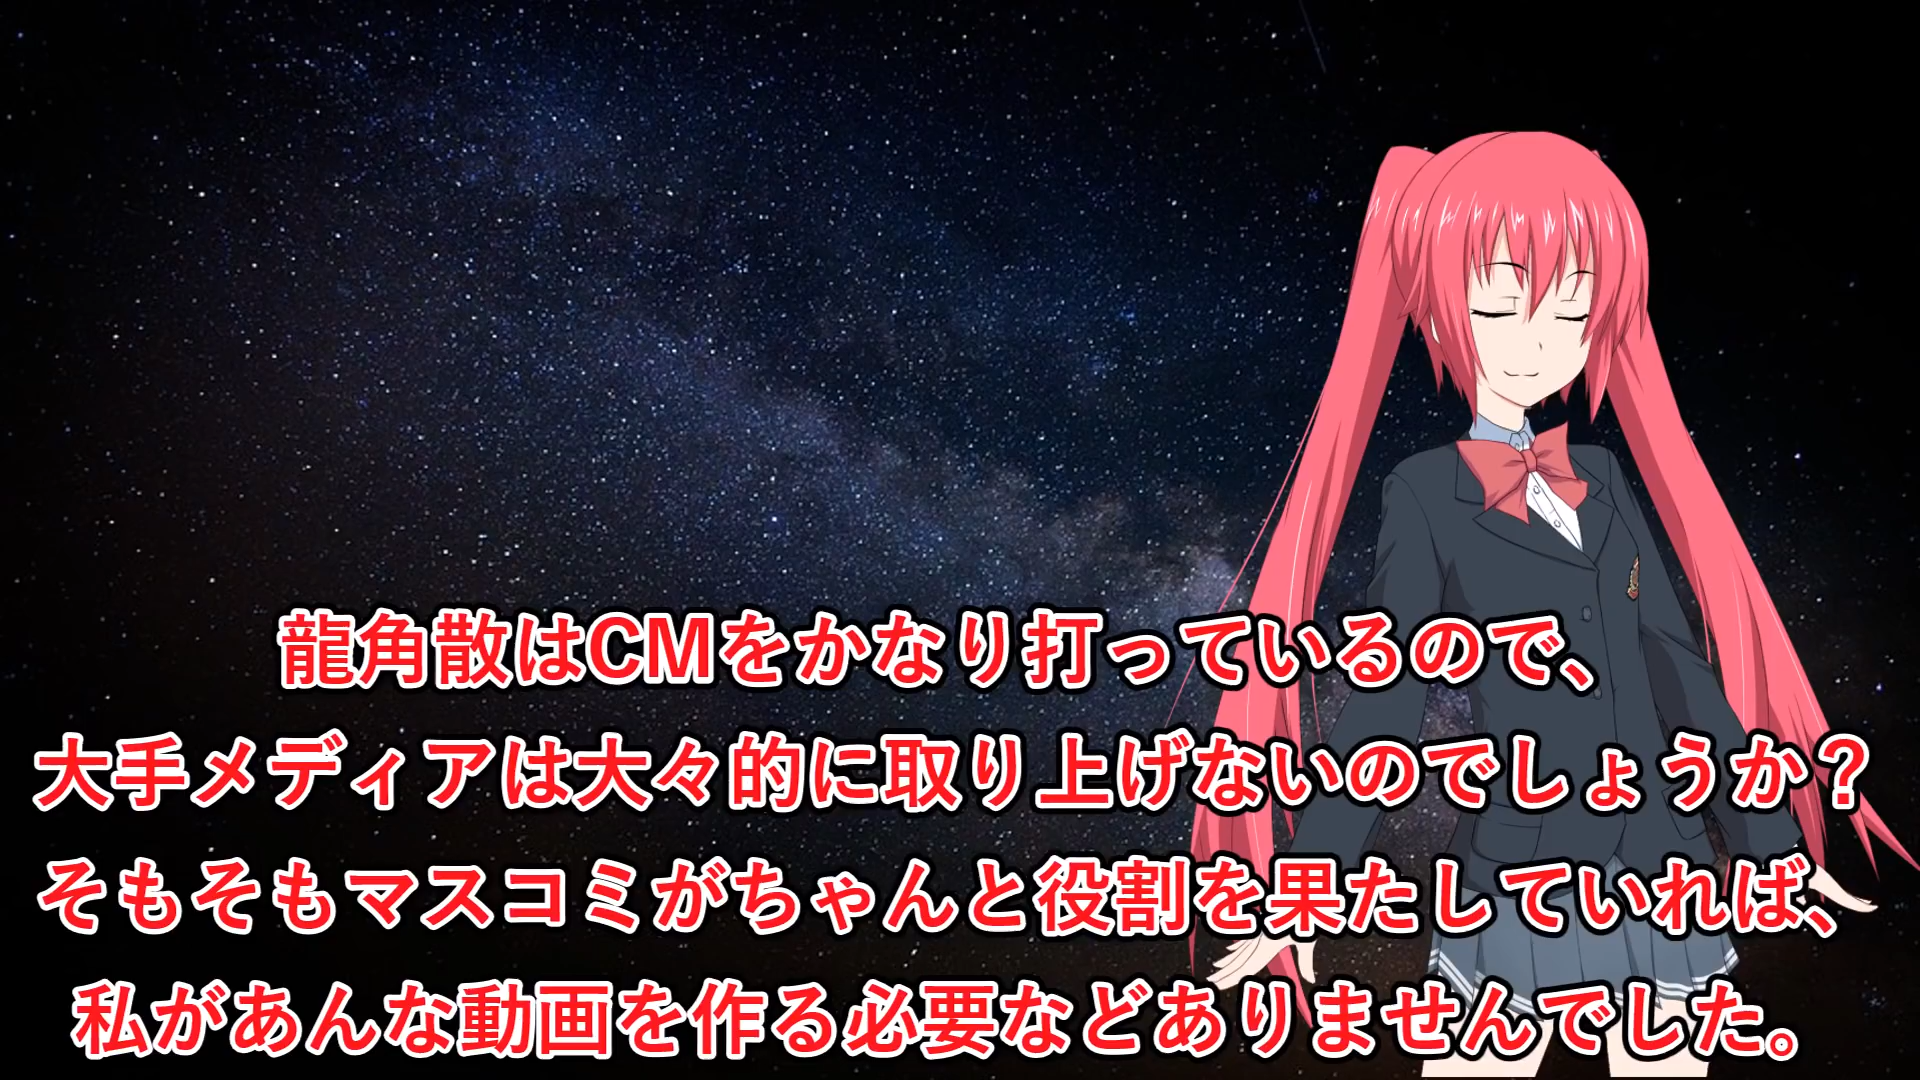 龍角散はCMをかなり打っているので、
大手メディアは大々的に取り上げないのでしょうか？
そもそもマスコミがちゃんと役割を果たしていれば、
私があんな動画を作る必要などありませんでした。